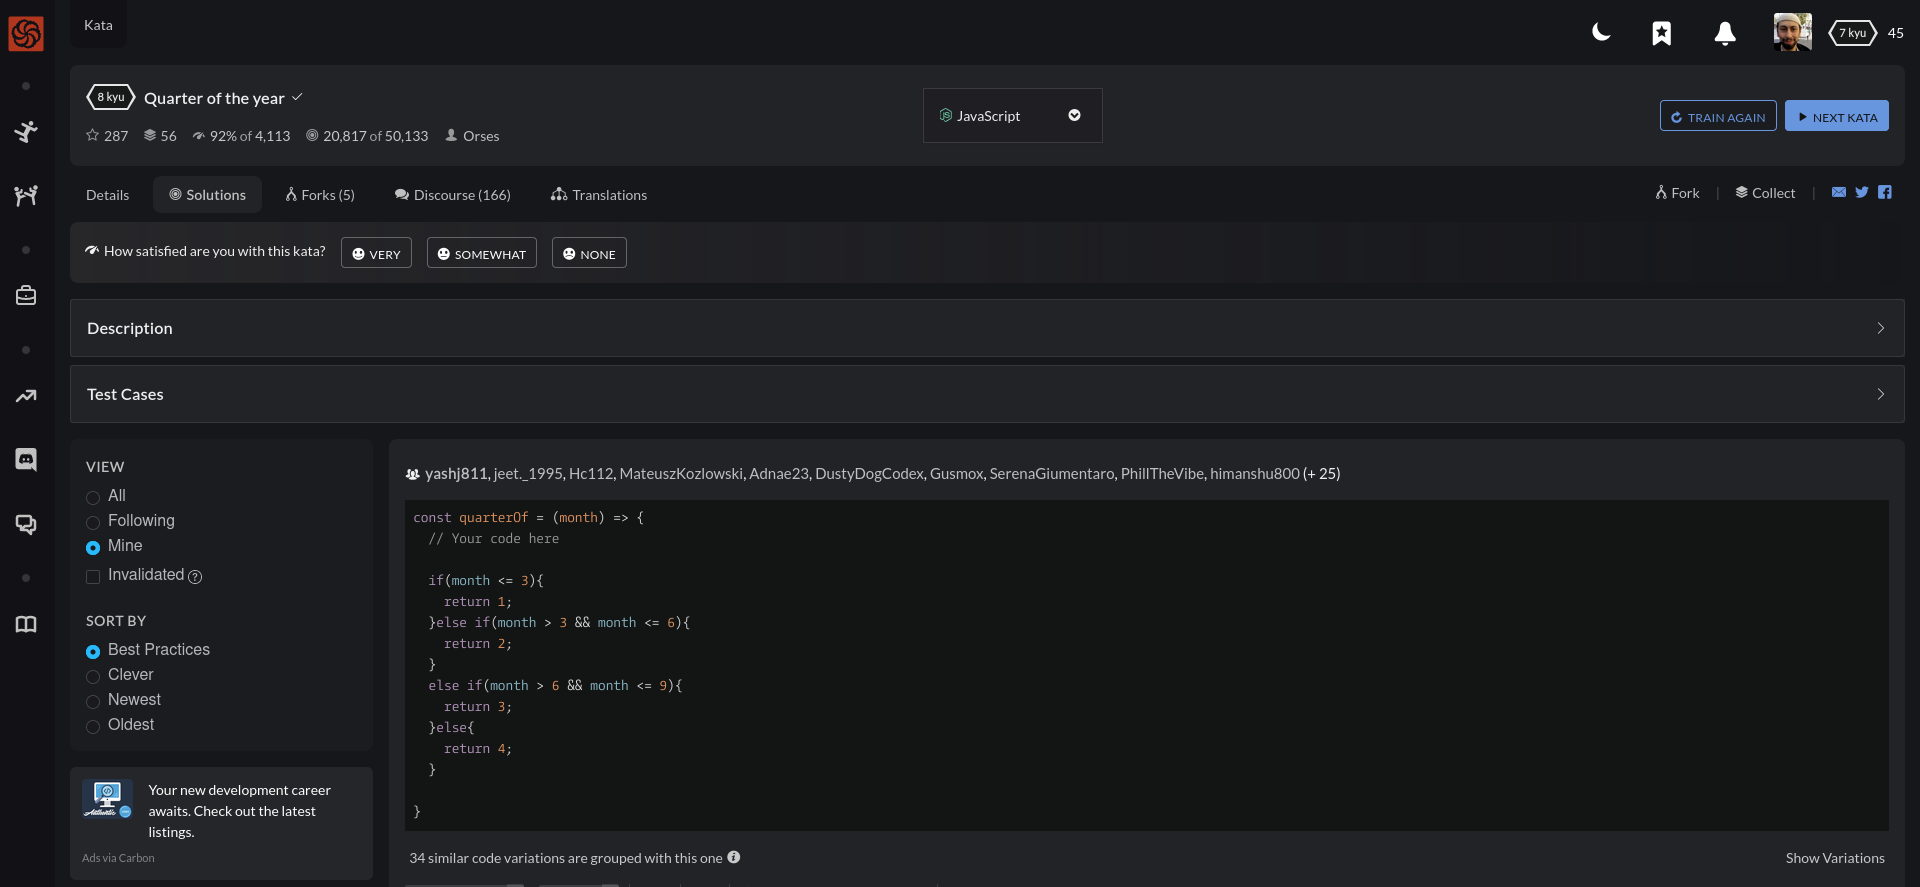 Kata
7 kyu 45
8 kyu Quarter of the year
287 56 92% of 4,113 20,817 of 50,133 Orses
JavaScript
TRAIN AGAIN NEXT KATA
Details Solutions Forks (5) Discourse (166) Translations
Fork | Collect |
How satisfied are you with this kata? VERY SOMEWHAT NONE
Description
Test Cases
VIEW
All
Following
Mine
Invalidated ?
SORT BY
Best Practices
Clever
Newest
Oldest
Your new development career
awaits. Check out the latest
listings.
Ads via Carbon
yashj811, jeet._1995, Hc112, MateuszKozlowski, Adnae23, DustyDogCodex, Gusmox, SerenaGiumentaro, PhillTheVibe, himanshu800 (+ 25)
const quarterOf = (month) => {
  // Your code here
  if(month <= 3){
    return 1;
  }else if(month > 3 && month <= 6){
    return 2;
  }
  else if(month > 6 && month <= 9){
    return 3;
  }else{
    return 4;
  }
}
34 similar code variations are grouped with this one
Show Variations